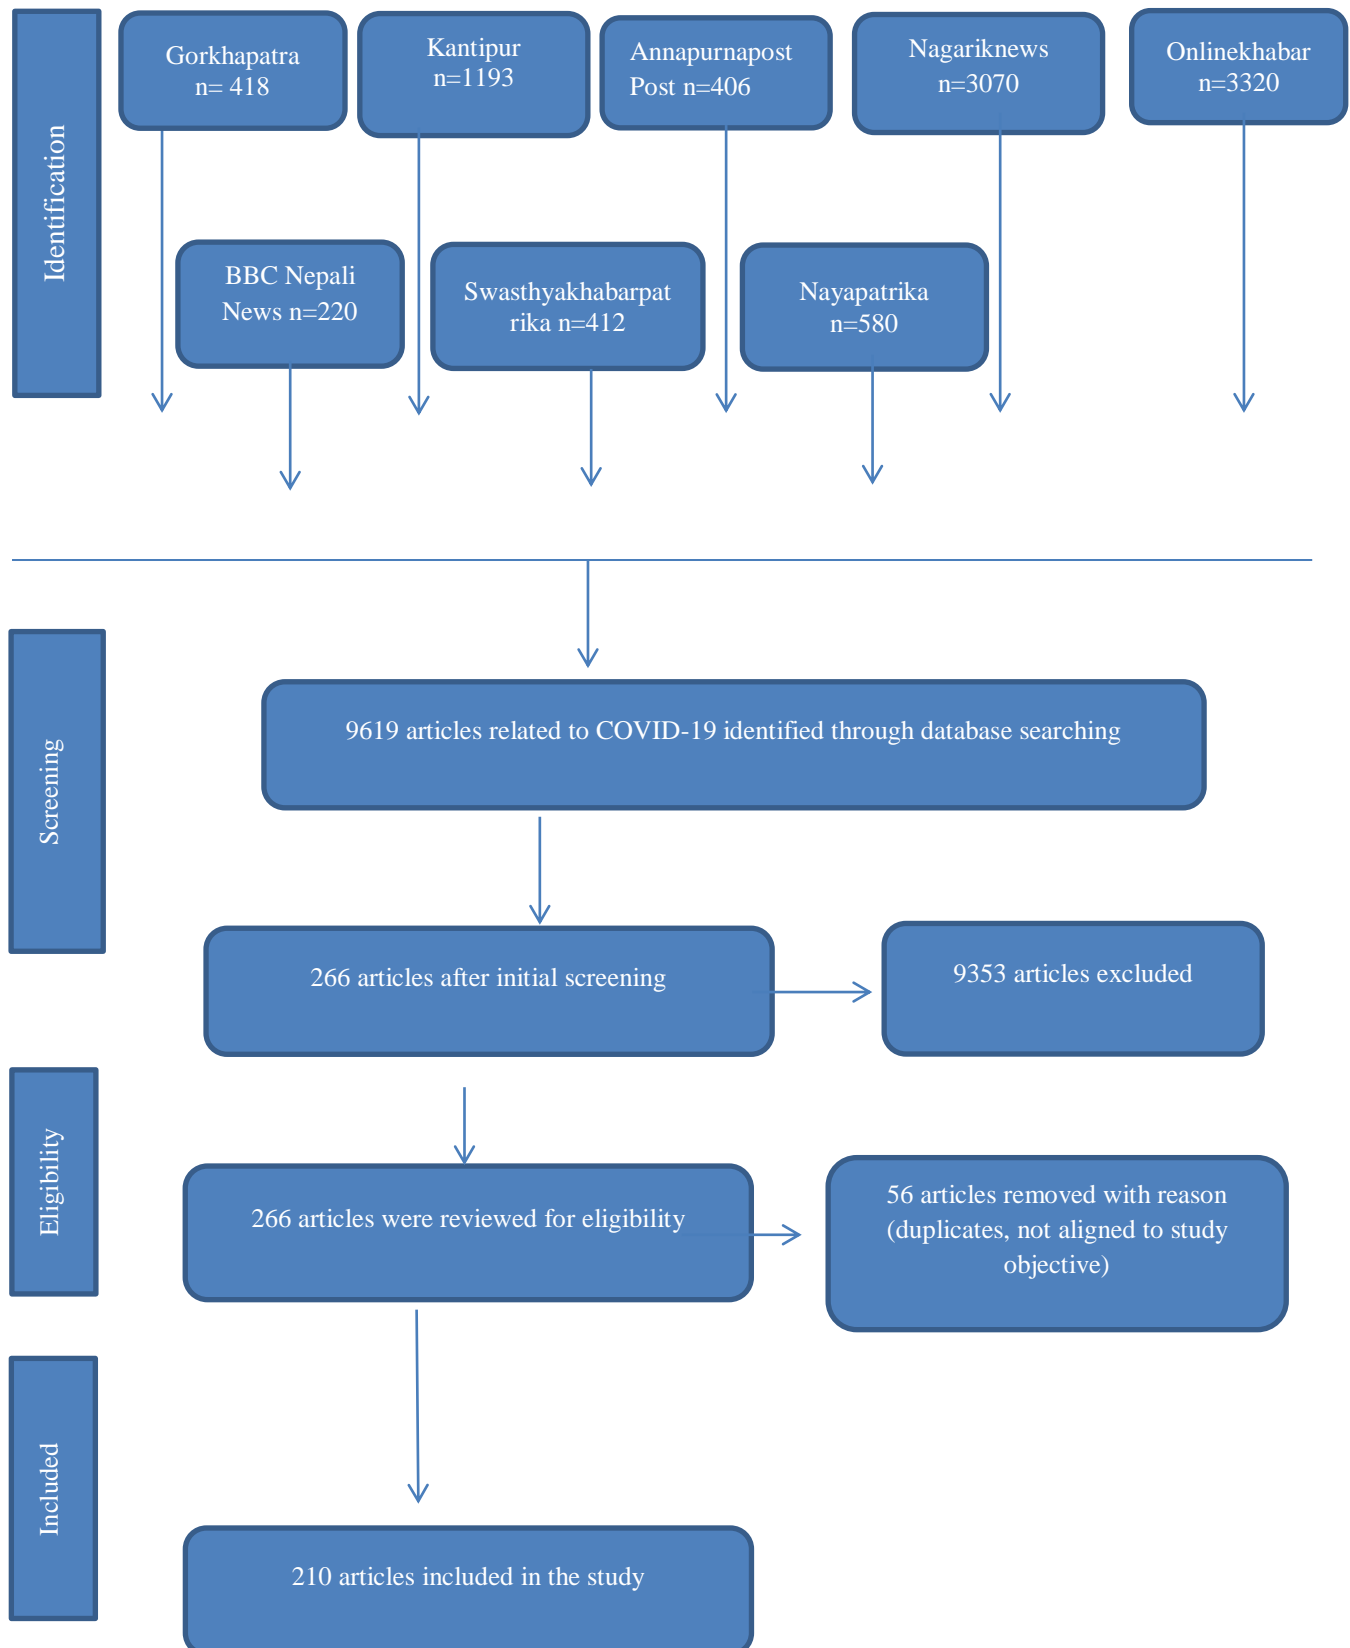 Identification
Gorkhapatra
n= 418
Kantipur
n=1193
Annapurnapost
Post n=406
Nagariknews
n=3070
Onlinekhabar
n=3320
BBC Nepali
News n=220
Swasthyakhabarpat
rika n=412
Nayapatrika
n=580
Screening
9619 articles related to COVID-19 identified through database searching
266 articles after initial screening
9353 articles excluded
Eligibility
266 articles were reviewed for eligibility
56 articles removed with reason
(duplicates, not aligned to study
objective)
Included
210 articles included in the study